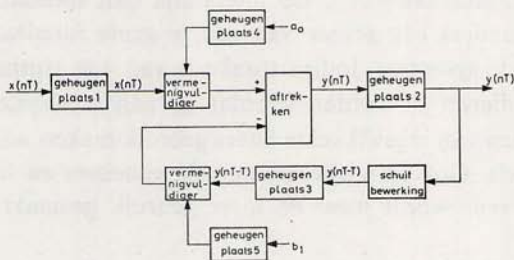 geheugen
plaats 4
a₀
x(nT)
geheugen
plaats 1
x(nT)
verme-
nigvul-
diger
+
aftrek-
ken
-
y(nT)
geheugen
plaats 2
y(nT)
verme-
nigvul-
diger
y(nT-T)
geheugen
plaats 3
y(nT-T)
schuif
bewerking
geheugen
plaats 5
b₁